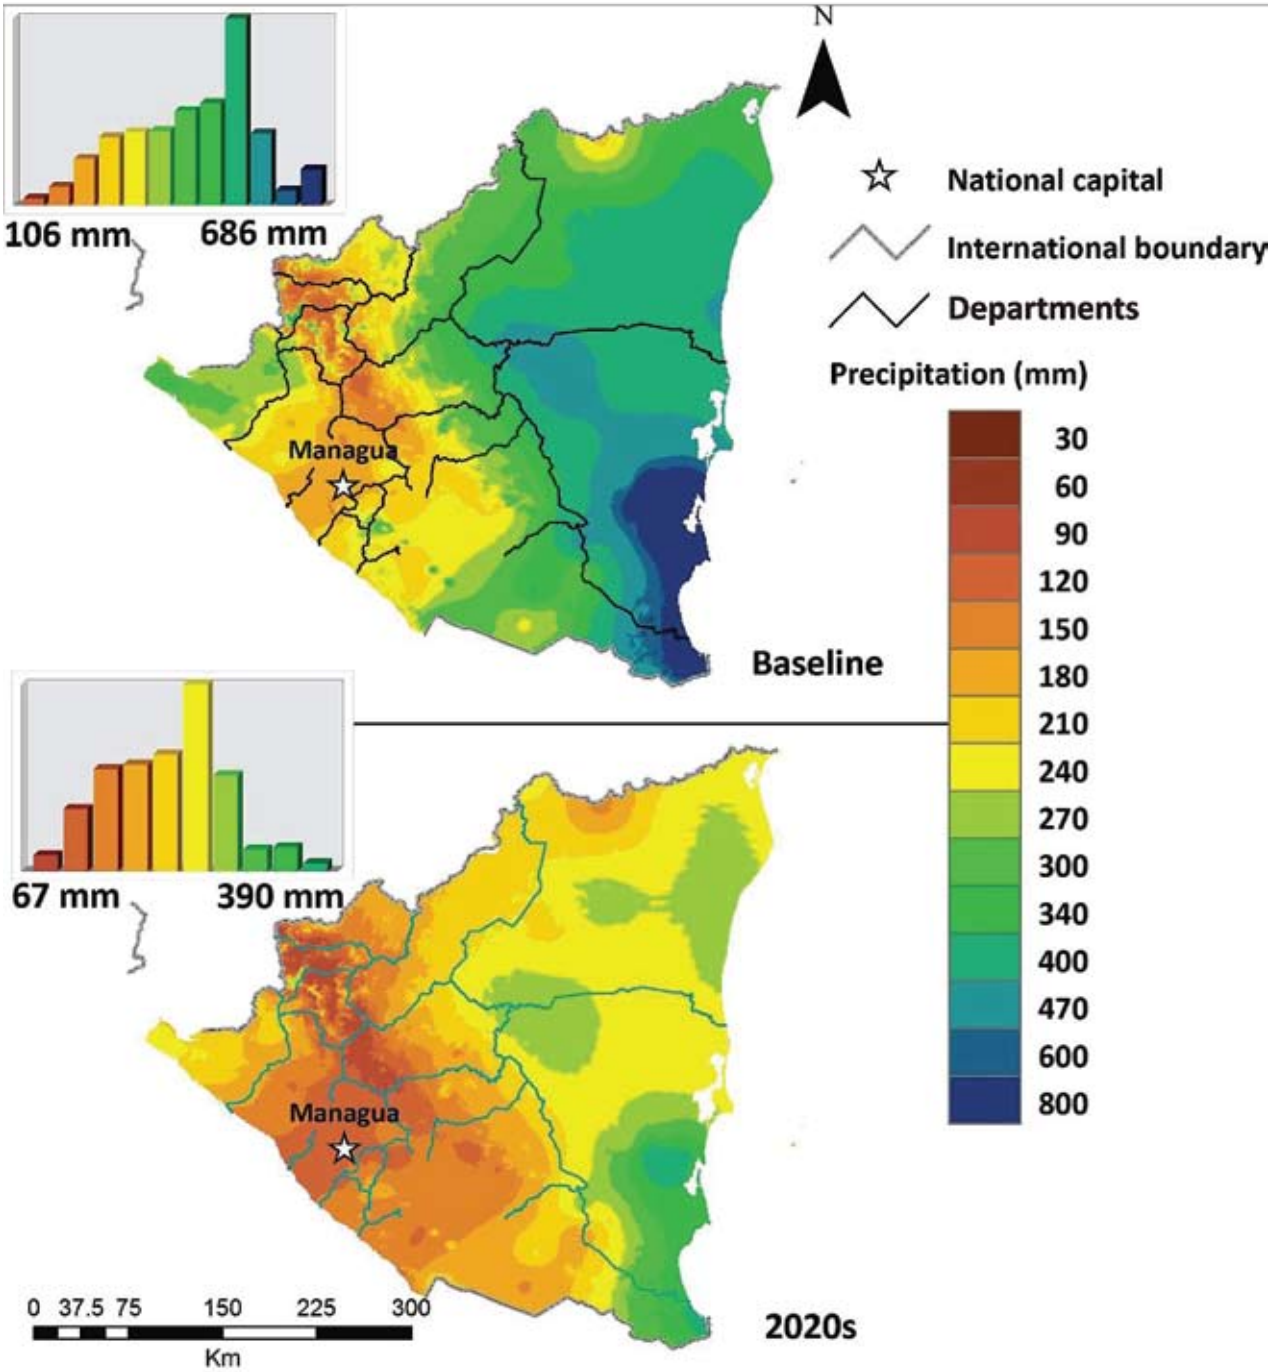 N
106 mm 686 mm
National capital
International boundary
Departments
Precipitation (mm)
30
60
90
120
150
180
210
240
270
300
340
400
470
600
800
Managua
Baseline
67 mm 390 mm
Managua
2020s
0 37.5 75 150 225 300
Km